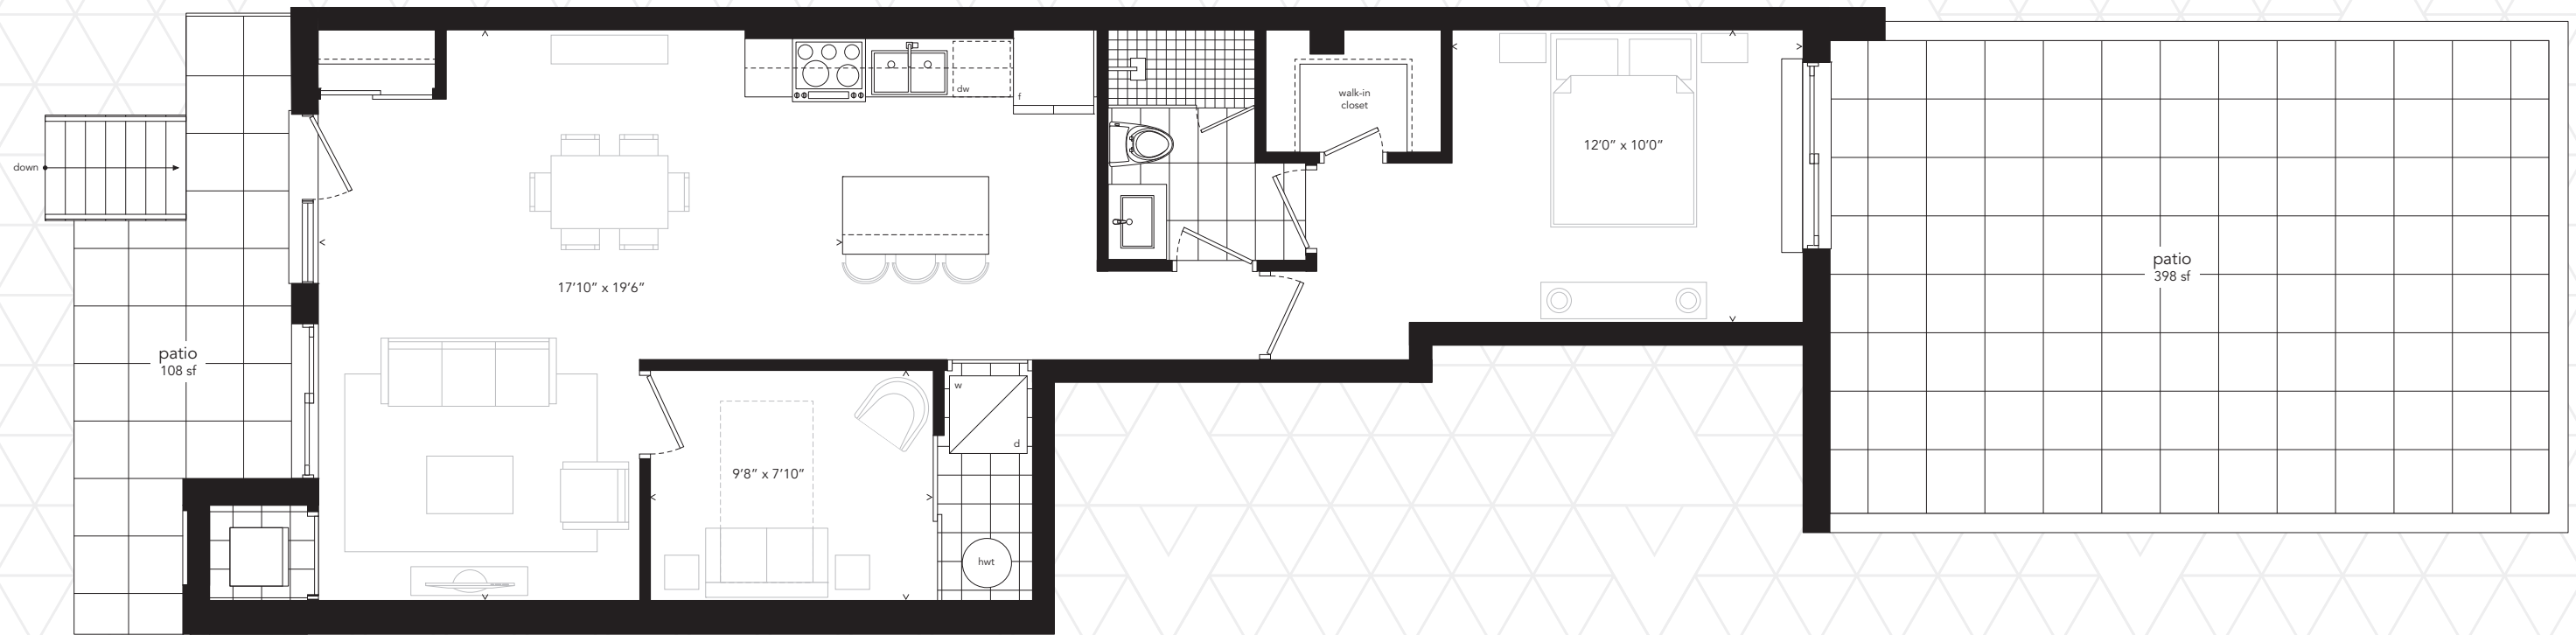 down
patio
108 sf
17’10” x 19’6”
dw
f
9’8” x 7’10”
w
d
hwt
walk-in
closet
12’0” x 10’0”
patio
398 sf